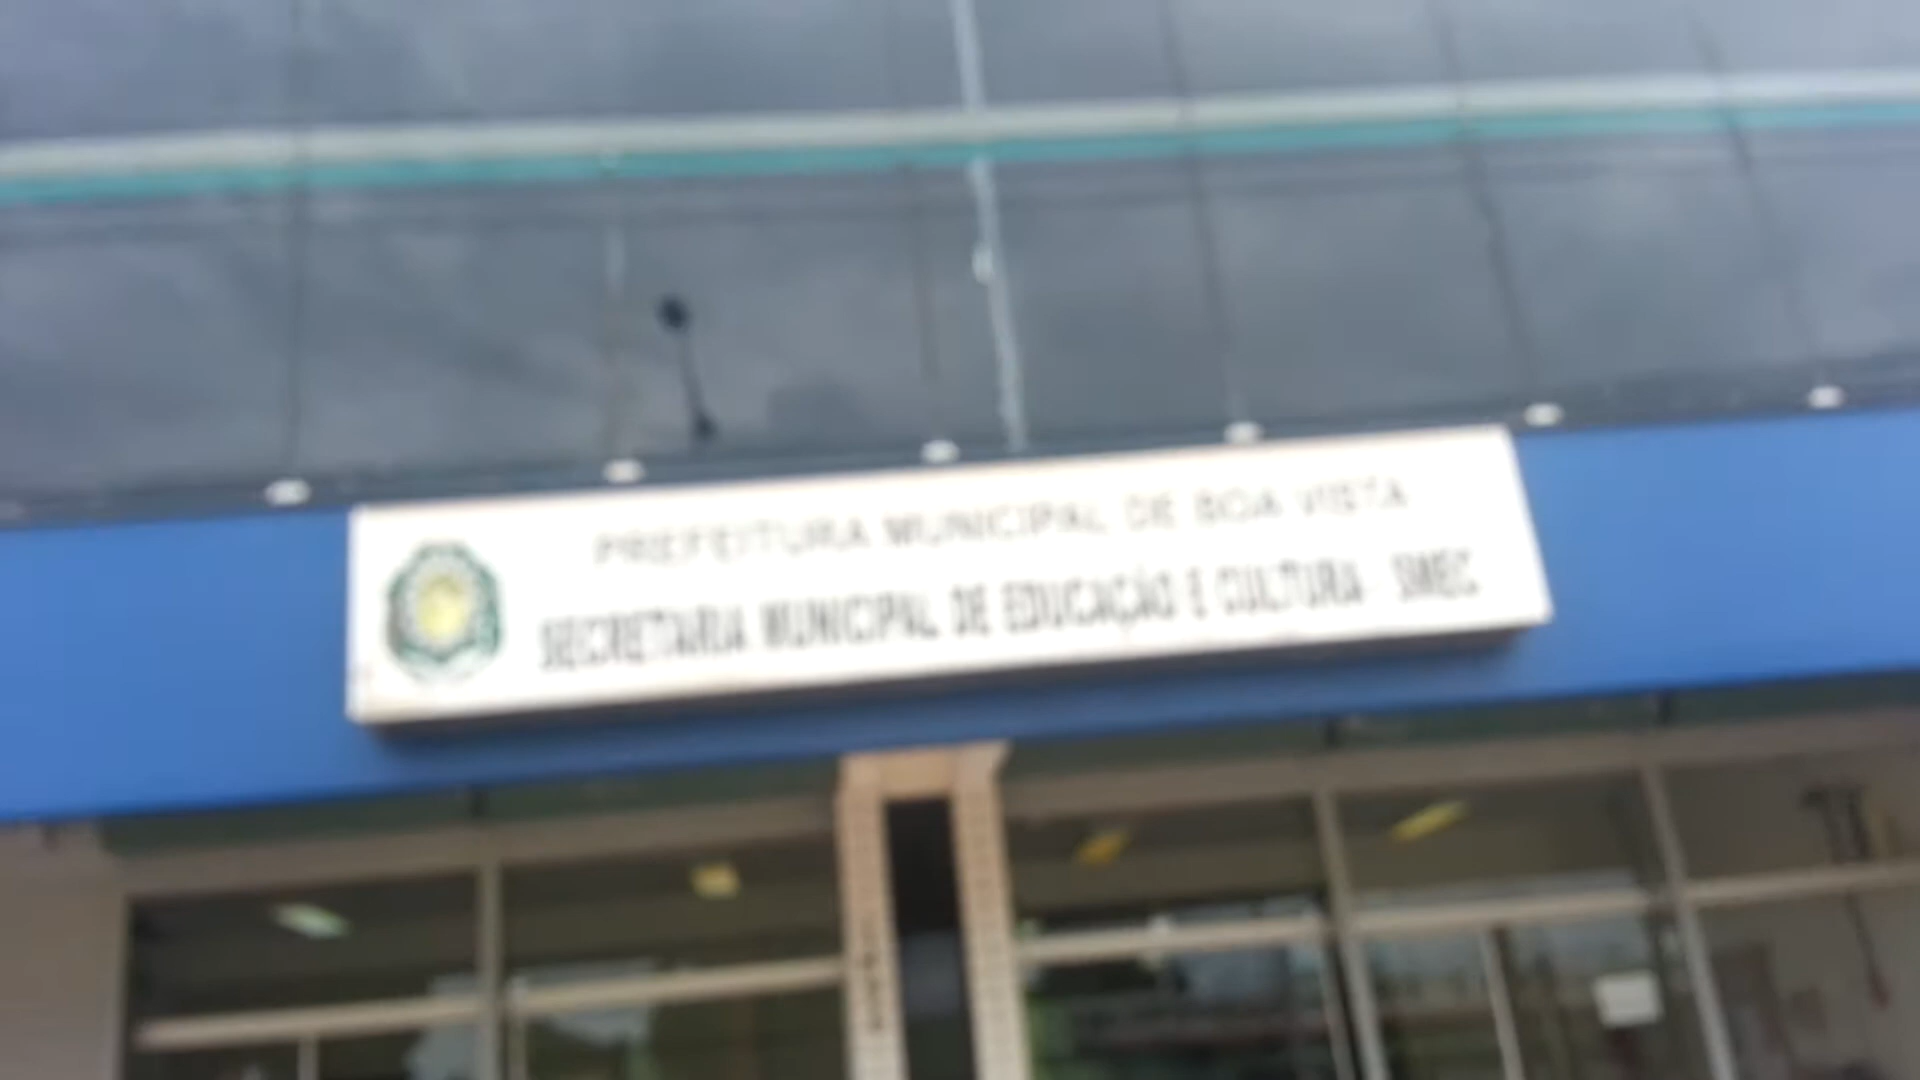 PREFEITURA MUNICIPAL DE BOA VISTA
SECRETARIA MUNICIPAL DE EDUCAÇÃO E CULTURA - SMEC